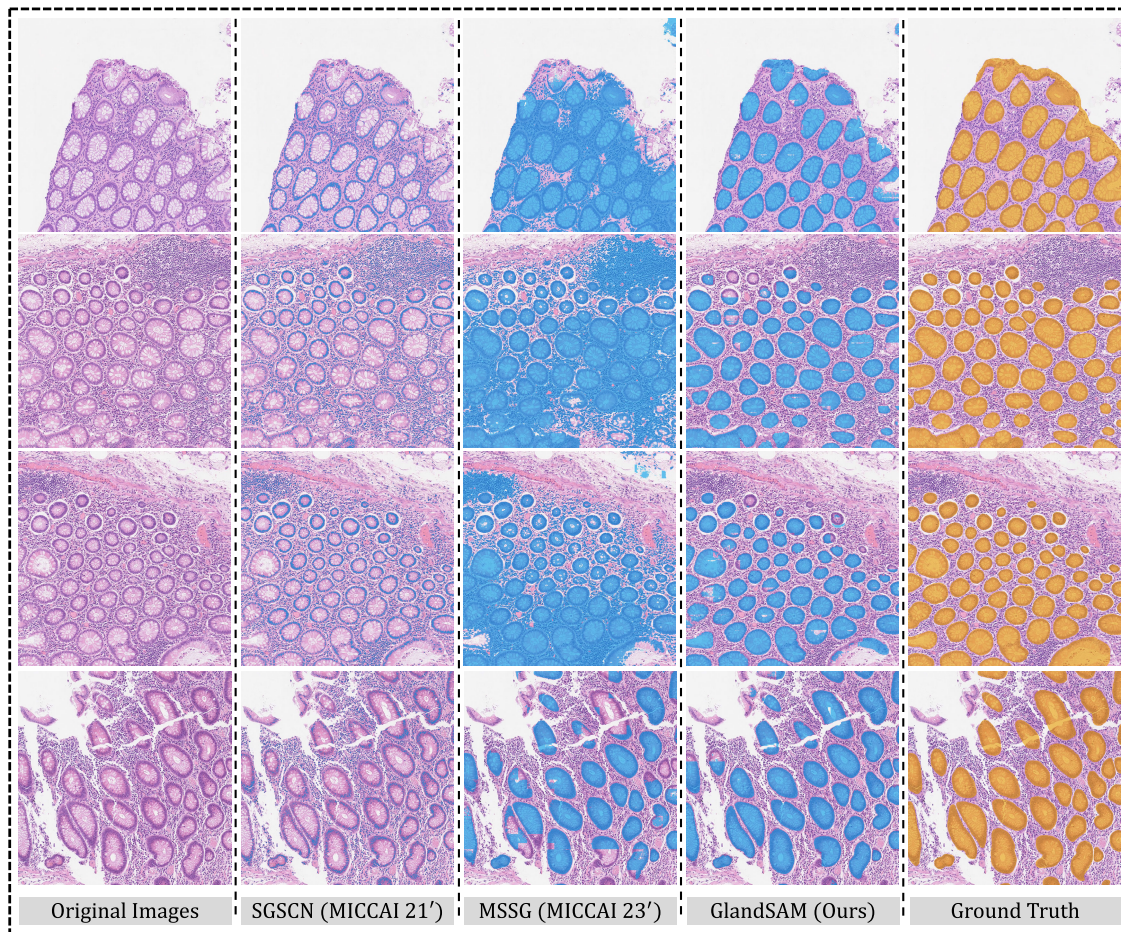 Original Images
SGSCN (MICCAI 21′)
MSSG (MICCAI 23′)
GlandSAM (Ours)
Ground Truth